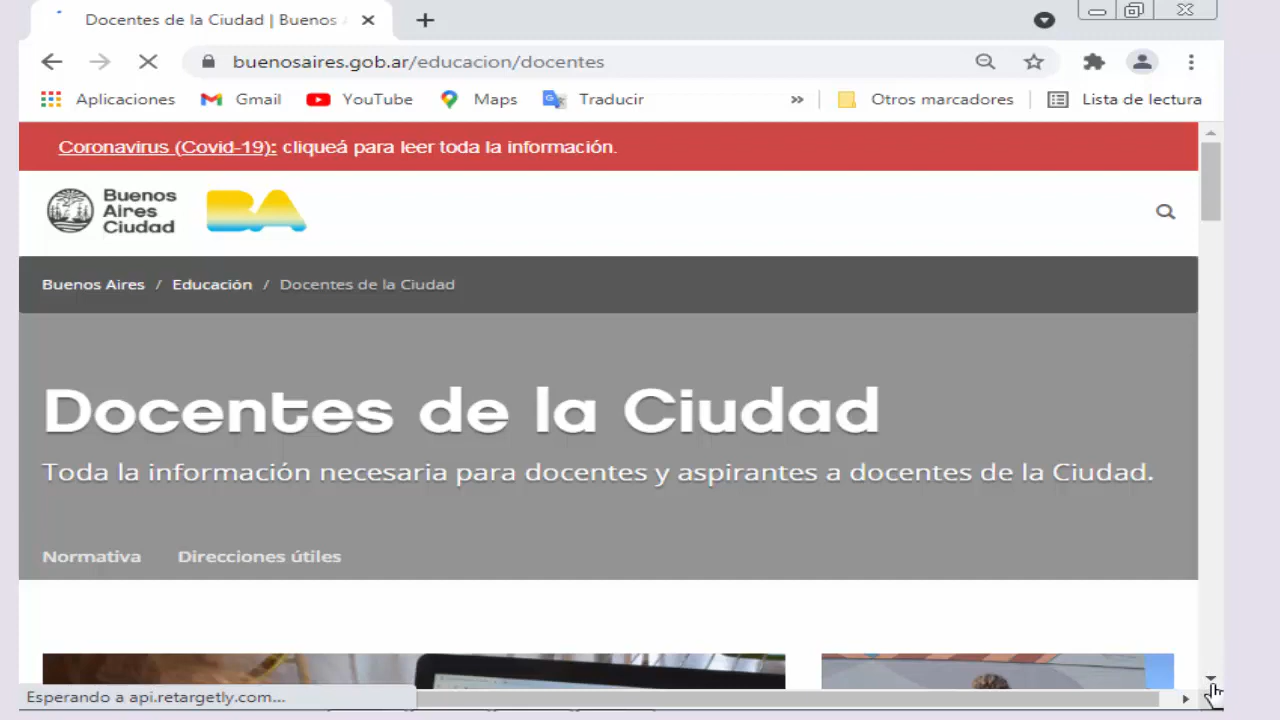 Docentes de la Ciudad | Buenos
buenosaires.gob.ar/educacion/docentes
Aplicaciones Gmail YouTube Maps Traducir » Otros marcadores Lista de lectura
Coronavirus (Covid-19): cliqueá para leer toda la información.
Buenos
Aires
Ciudad
BA
Buenos Aires / Educación / Docentes de la Ciudad
Docentes de la Ciudad
Toda la información necesaria para docentes y aspirantes a docentes de la Ciudad.
Normativa Direcciones útiles
Esperando a api.retargetly.com...